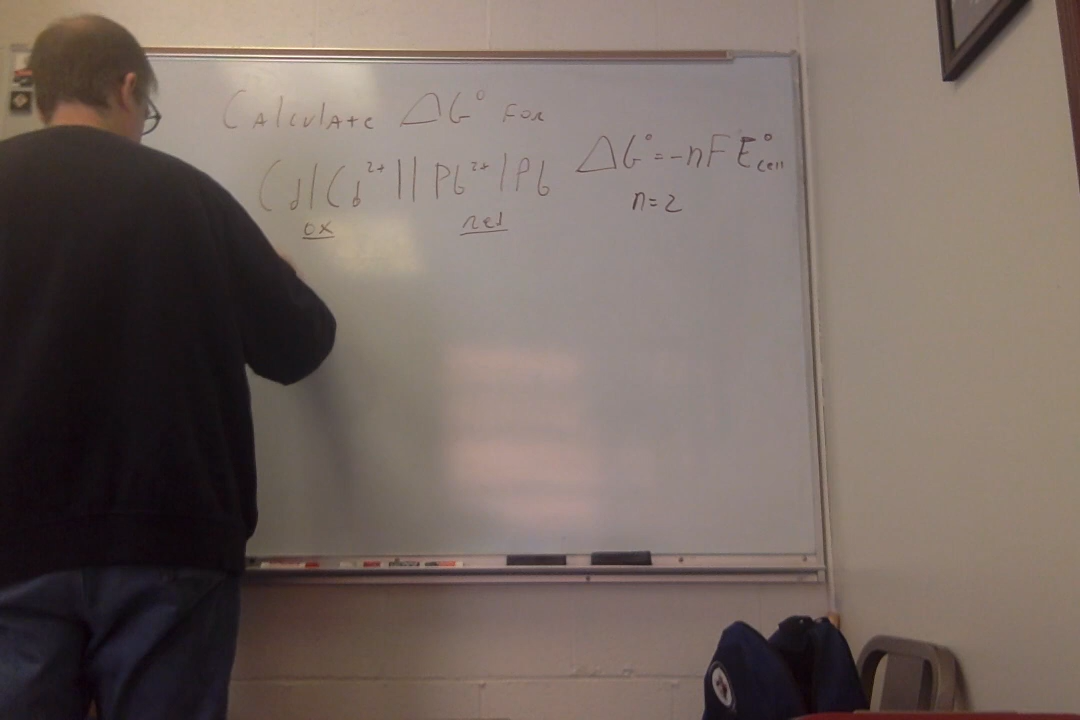 CAlculAte ΔG° FOR
Cd|Cd²⁺||Pb²⁺|Pb
ox
red
ΔG°=-nFE°cell
n=2